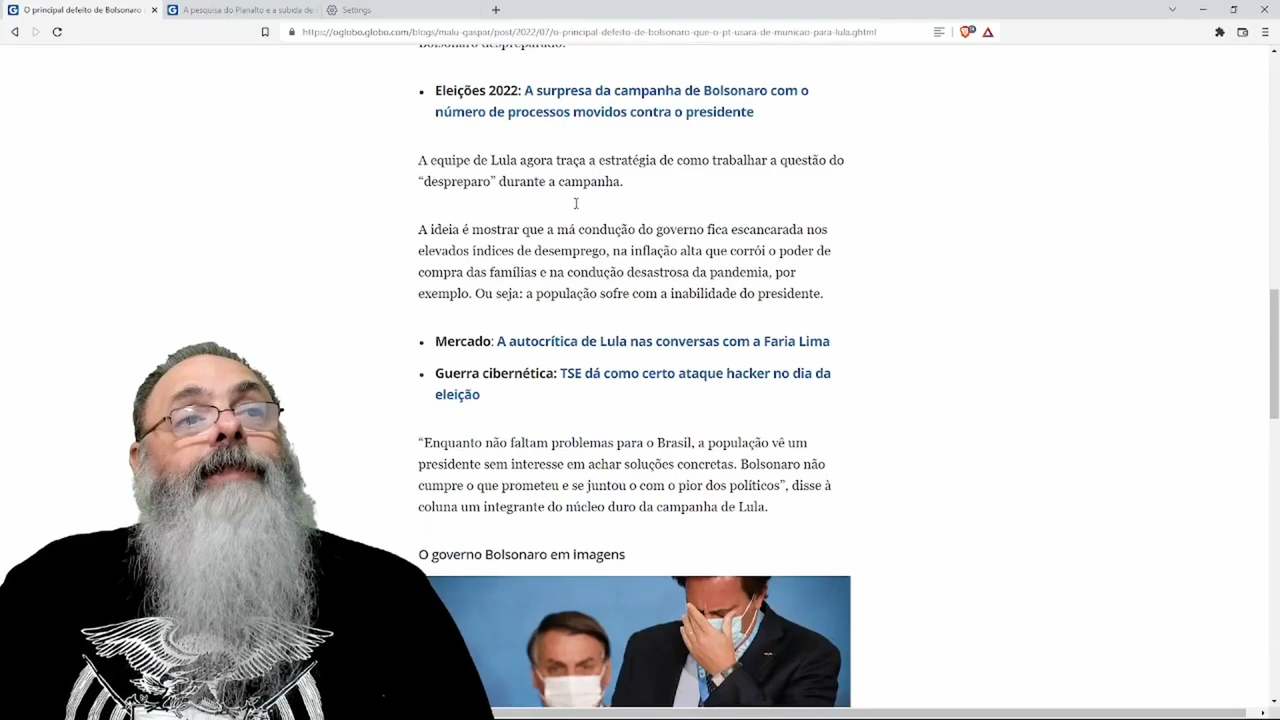 O principal defeito de Bolsonaro
A pesquisa do Planalto e a subida de
Settings
https://oglobo.globo.com/blogs/malu-gaspar/post/2022/07/o-principal-defeito-de-bolsonaro-que-o-pt-usara-de-municao-para-lula.ghtml
Bolsonaro despreparado.
Eleições 2022: A surpresa da campanha de Bolsonaro com o
número de processos movidos contra o presidente
A equipe de Lula agora traça a estratégia de como trabalhar a questão do
“despreparo” durante a campanha.
A ideia é mostrar que a má condução do governo fica escancarada nos
elevados índices de desemprego, na inflação alta que corrói o poder de
compra das famílias e na condução desastrosa da pandemia, por
exemplo. Ou seja: a população sofre com a inabilidade do presidente.
Mercado: A autocrítica de Lula nas conversas com a Faria Lima
Guerra cibernética: TSE dá como certo ataque hacker no dia da
eleição
“Enquanto não faltam problemas para o Brasil, a população vê um
presidente sem interesse em achar soluções concretas. Bolsonaro não
cumpre o que prometeu e se juntou o com o pior dos políticos”, disse à
coluna um integrante do núcleo duro da campanha de Lula.
O governo Bolsonaro em imagens